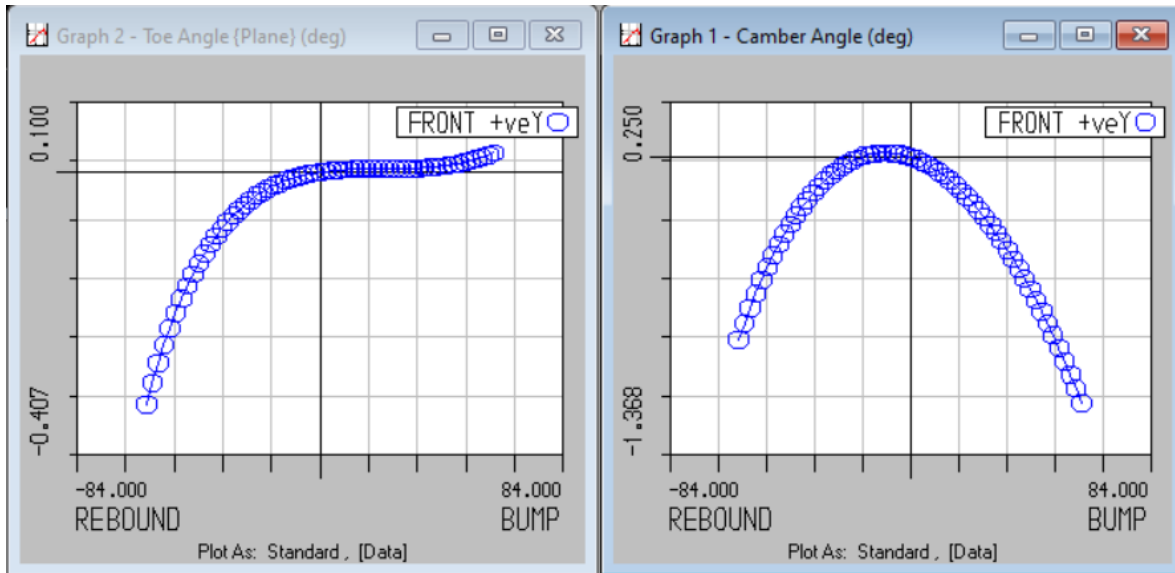 Graph 2 - Toe Angle {Plane} (deg)
0.100
-0.407
FRONT +veY
-84.000
84.000
REBOUND
BUMP
Plot As: Standard , [Data]
Graph 1 - Camber Angle (deg)
0.250
-1.368
FRONT +veY
-84.000
84.000
REBOUND
BUMP
Plot As: Standard , [Data]